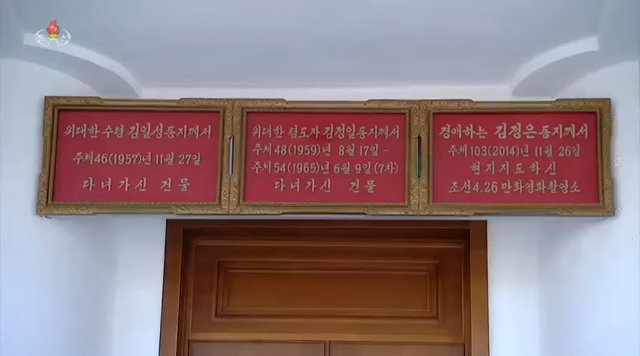 위대한 수령 김일성동지께서
주체46(1957)년 11월 27일
다녀가신 건물
위대한 령도자 김정일동지께서
주체48(1959)년 8월 17일 -
주체54(1965)년 6월 9일 (7차)
다녀가신 건물
경애하는 김정은동지께서
주체103(2014)년 11월 26일
현지지도하신
조선4.26만화영화촬영소